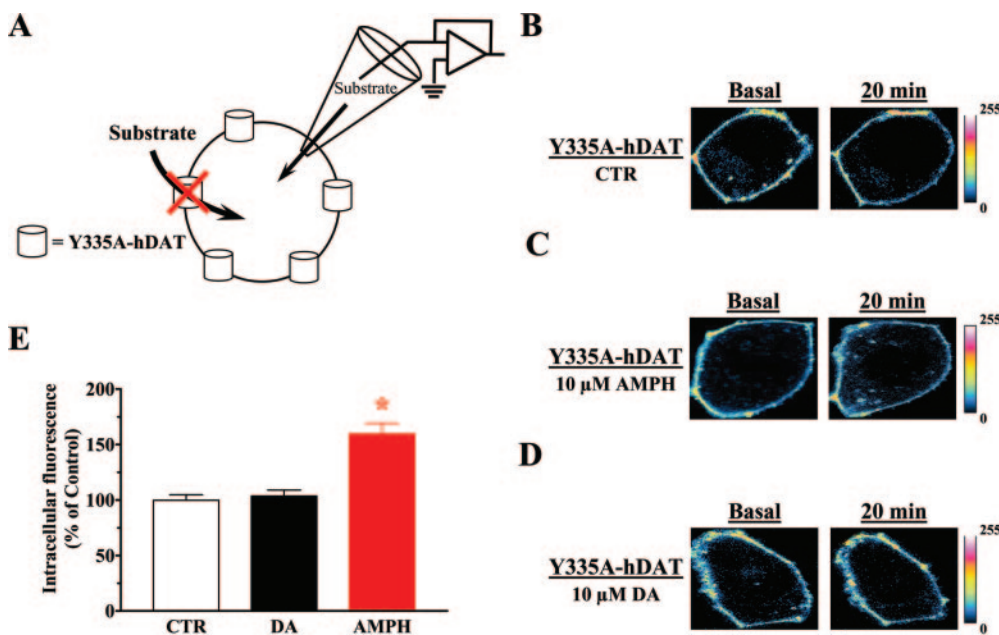 A
Substrate
Substrate
= Y335A-hDAT
B
Basal 20 min
Y335A-hDAT
CTR
255
0
C
Basal 20 min
Y335A-hDAT
10 µM AMPH
255
0
D
Basal 20 min
Y335A-hDAT
10 µM DA
255
0
E
Intracellular fluorescence
(% of Control)
200
150
100
50
0
*
CTR DA AMPH